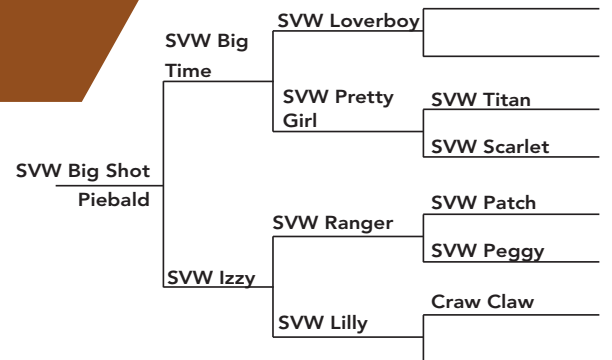 SVW Loverboy
SVW Big
Time
SVW Pretty
Girl
SVW Titan
SVW Scarlet
SVW Big Shot
Piebald
SVW Patch
SVW Ranger
SVW Peggy
SVW Izzy
Craw Claw
SVW Lilly